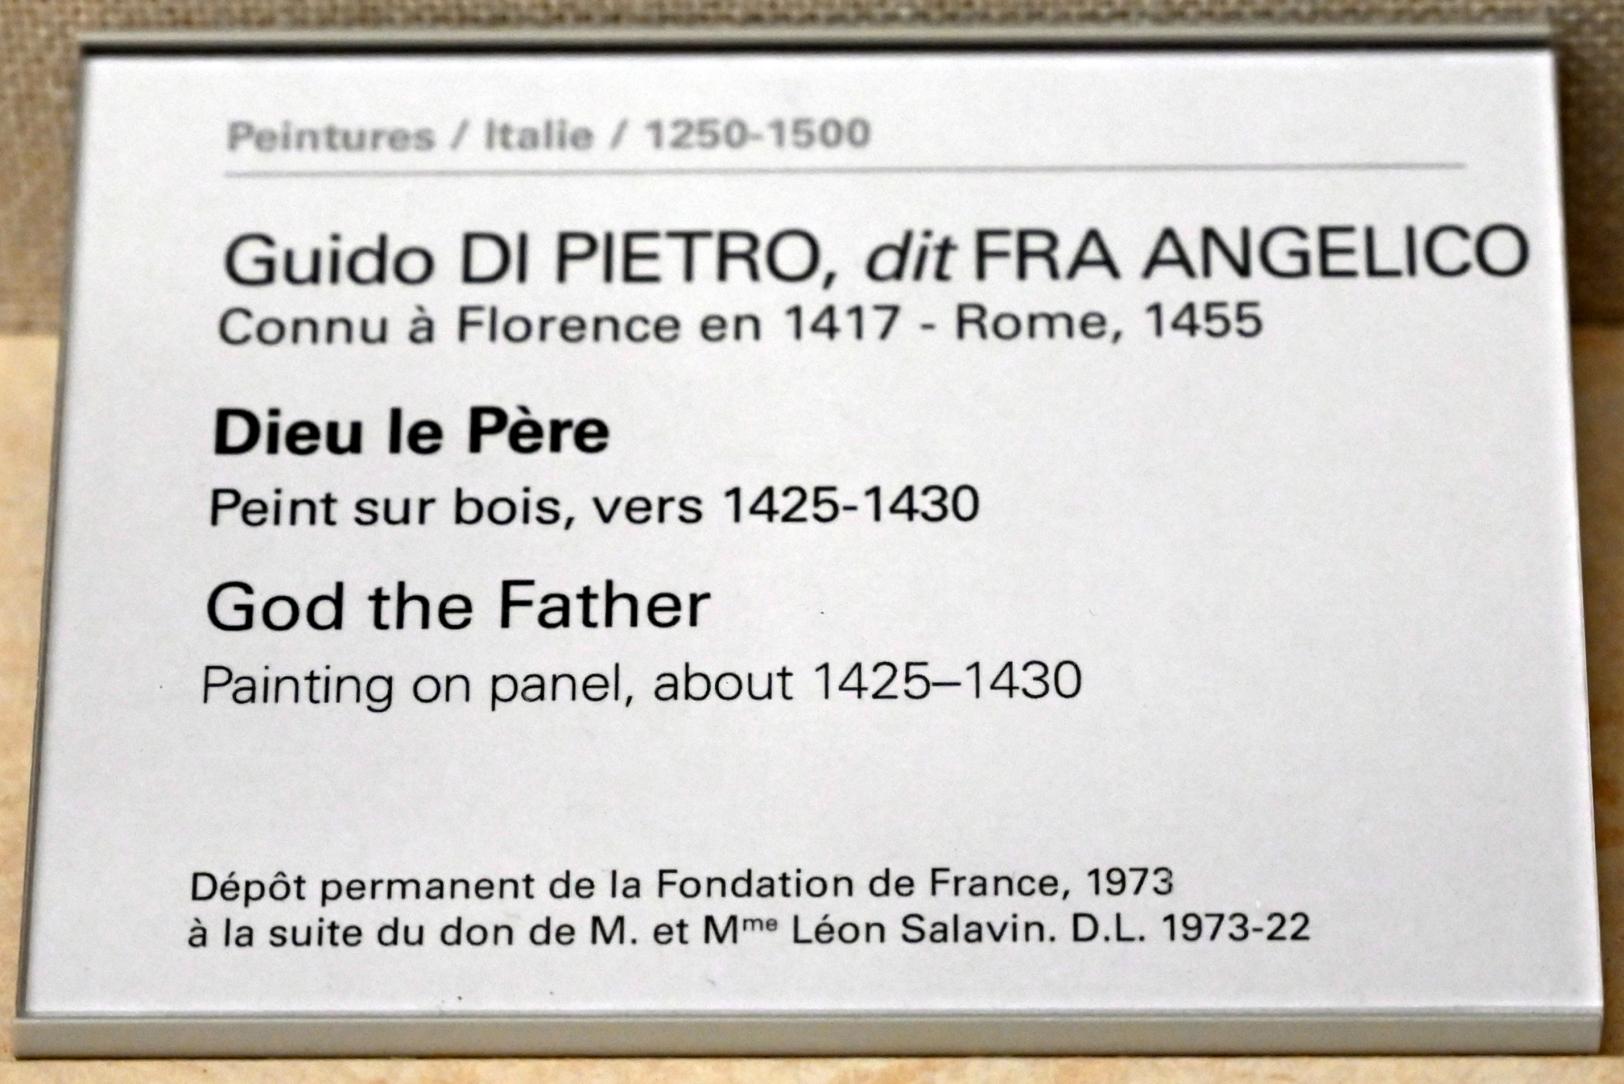 Peintures / Italie / 1250-1500
Guido DI PIETRO, dit FRA ANGELICO
Connu à Florence en 1417 - Rome, 1455
Dieu le Père
Peint sur bois, vers 1425-1430
God the Father
Painting on panel, about 1425–1430
Dépôt permanent de la Fondation de France, 1973
à la suite du don de M. et Mme Léon Salavin. D.L. 1973-22